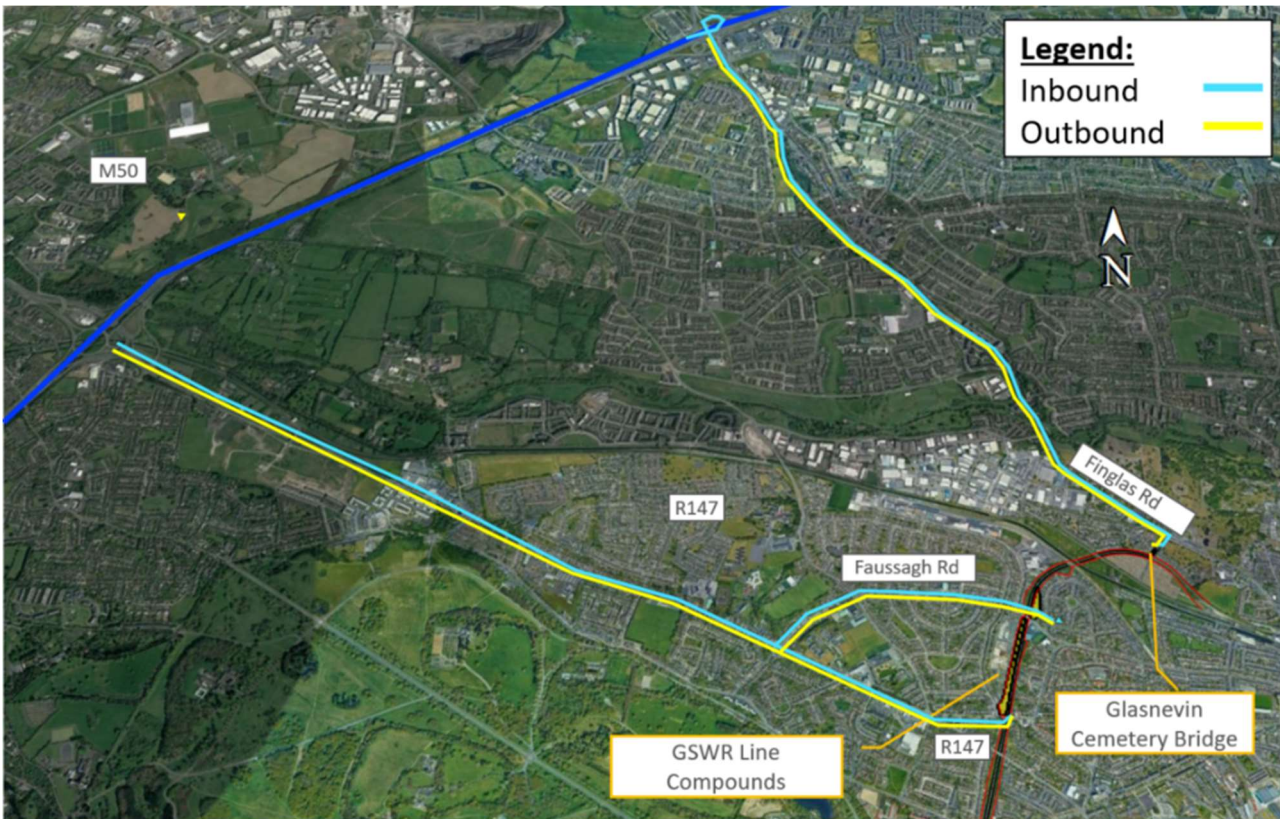 Legend:
Inbound
Outbound
M50
N
Finglas Rd
R147
Faussagh Rd
Glasnevin
Cemetery Bridge
R147
GSWR Line
Compounds